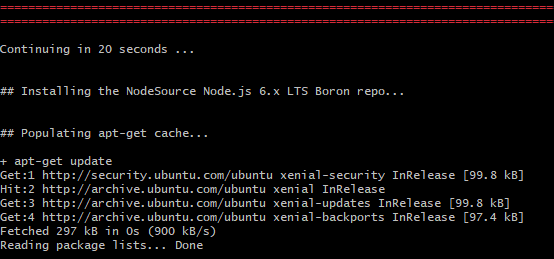 ================================================================================
================================================================================
Continuing in 20 seconds ...
## Installing the NodeSource Node.js 6.x LTS Boron repo...
## Populating apt-get cache...
+ apt-get update
Get:1 http://security.ubuntu.com/ubuntu xenial-security InRelease [99.8 kB]
Hit:2 http://archive.ubuntu.com/ubuntu xenial InRelease
Get:3 http://archive.ubuntu.com/ubuntu xenial-updates InRelease [99.8 kB]
Get:4 http://archive.ubuntu.com/ubuntu xenial-backports InRelease [97.4 kB]
Fetched 297 kB in 0s (900 kB/s)
Reading package lists... Done